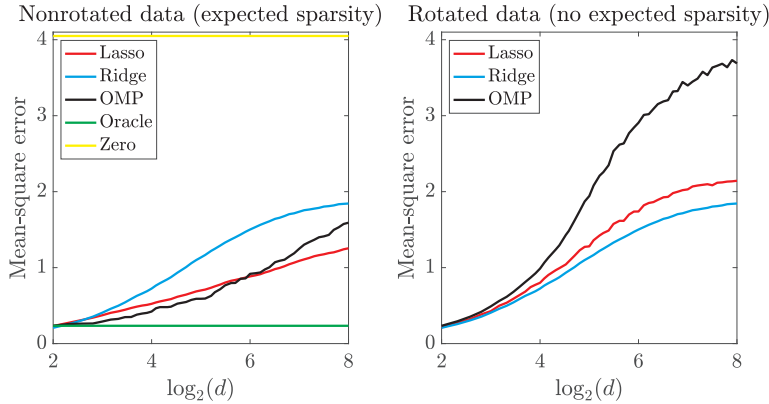 Nonrotated data (expected sparsity)
Mean-square error
4
3
2
1
0
Lasso
Ridge
OMP
Oracle
Zero
2
4
6
8
log₂(d)
Rotated data (no expected sparsity)
Mean-square error
4
3
2
1
0
Lasso
Ridge
OMP
2
4
6
8
log₂(d)